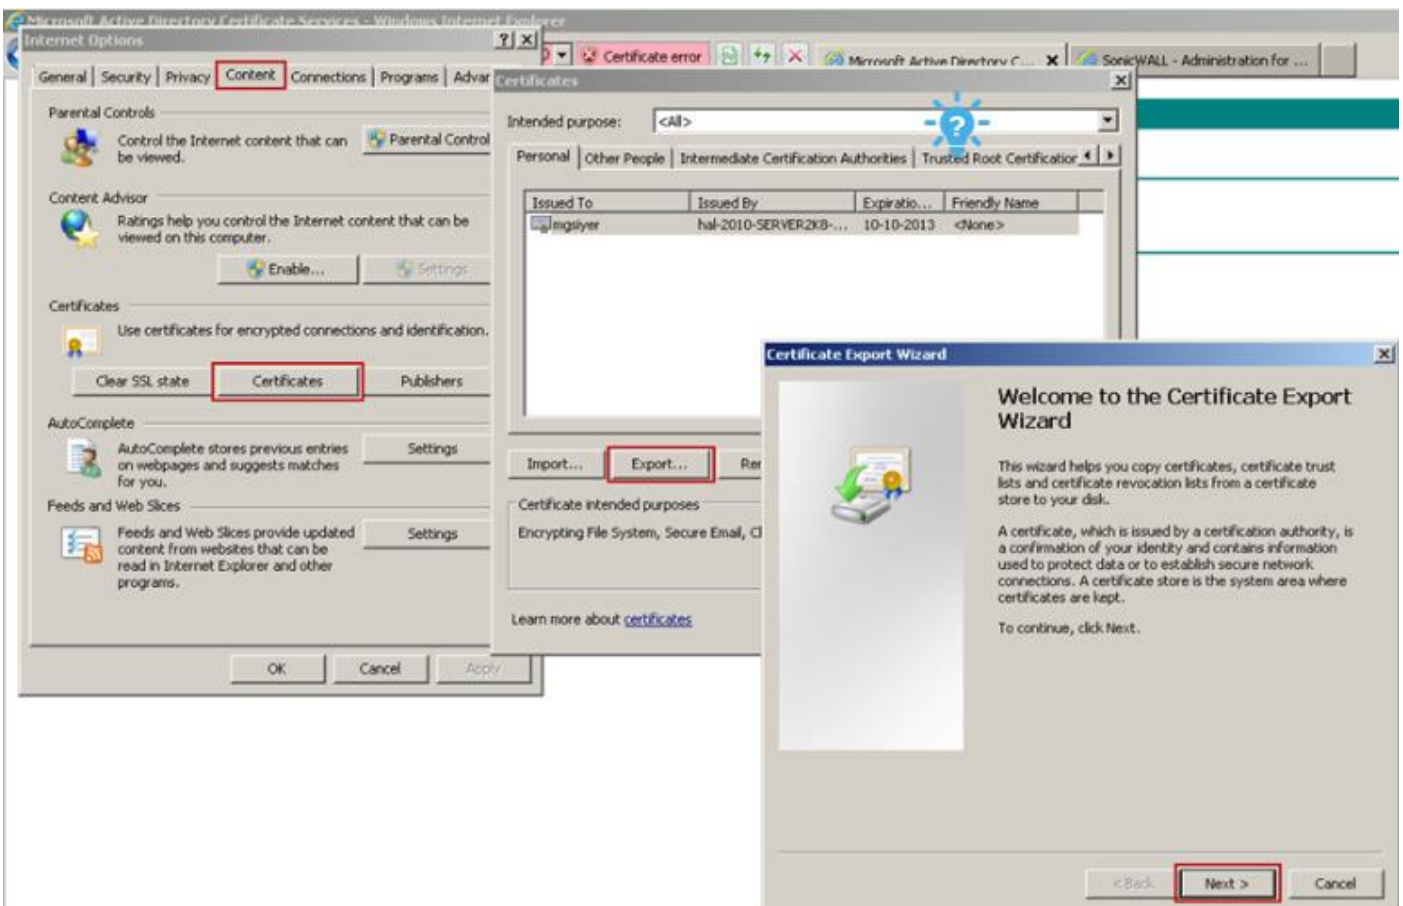 Microsoft Active Directory Certificate Services - Windows Internet Explorer
Internet Options
? X
Certificate error
Microsoft Active Directory C... X
SonicWALL - Administration for ...
General Security Privacy Content Connections Programs Advar
Parental Controls
Control the Internet content that can
be viewed.
Parental Control
Content Advisor
Ratings help you control the Internet content that can be
viewed on this computer.
Enable...
Settings
Certificates
Use certificates for encrypted connections and identification.
Clear SSL state
Certificates
Publishers
AutoComplete
AutoComplete stores previous entries
on webpages and suggests matches
for you.
Settings
Feeds and Web Slices
Feeds and Web Slices provide updated
content from websites that can be
read in Internet Explorer and other
programs.
Settings
OK
Cancel
Apply
Certificates
Intended purpose: <All>
?
Personal Other People Intermediate Certification Authorities Trusted Root Certification
Issued To Issued By Expiratio... Friendly Name
mgsiyer hal-2010-SERVER2K8-... 10-10-2013 <None>
Import...
Export...
Rer
Certificate intended purposes
Encrypting File System, Secure Email, Cl
Learn more about certificates
Certificate Export Wizard
Welcome to the Certificate Export
Wizard
This wizard helps you copy certificates, certificate trust
lists and certificate revocation lists from a certificate
store to your disk.
A certificate, which is issued by a certification authority, is
a confirmation of your identity and contains information
used to protect data or to establish secure network
connections. A certificate store is the system area where
certificates are kept.
To continue, click Next.
< Back
Next >
Cancel